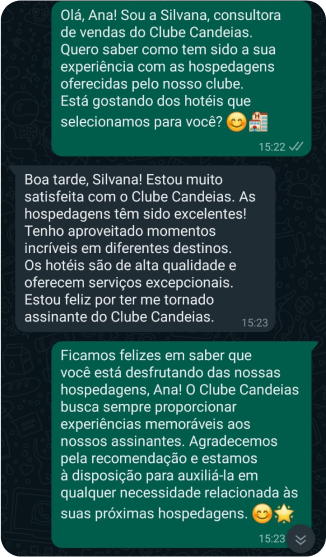 Olá, Ana! Sou a Silvana, consultora
de vendas do Clube Candeias.
Quero saber como tem sido a sua
experiência com as hospedagens
oferecidas pelo nosso clube.
Está gostando dos hotéis que
selecionamos para você? 😊🏨
15:22
Boa tarde, Silvana! Estou muito
satisfeita com o Clube Candeias. As
hospedagens têm sido excelentes!
Tenho aproveitado momentos
incríveis em diferentes destinos.
Os hotéis são de alta qualidade e
oferecem serviços excepcionais.
Estou feliz por ter me tornado
assinante do Clube Candeias.
15:23
Ficamos felizes em saber que
você está desfrutando das nossas
hospedagens, Ana! O Clube Candeias
busca sempre proporcionar
experiências memoráveis aos
nossos assinantes. Agradecemos
pela recomendação e estamos
à disposição para auxiliá-la em
qualquer necessidade relacionada às
suas próximas hospedagens. 😊🌟
15:23